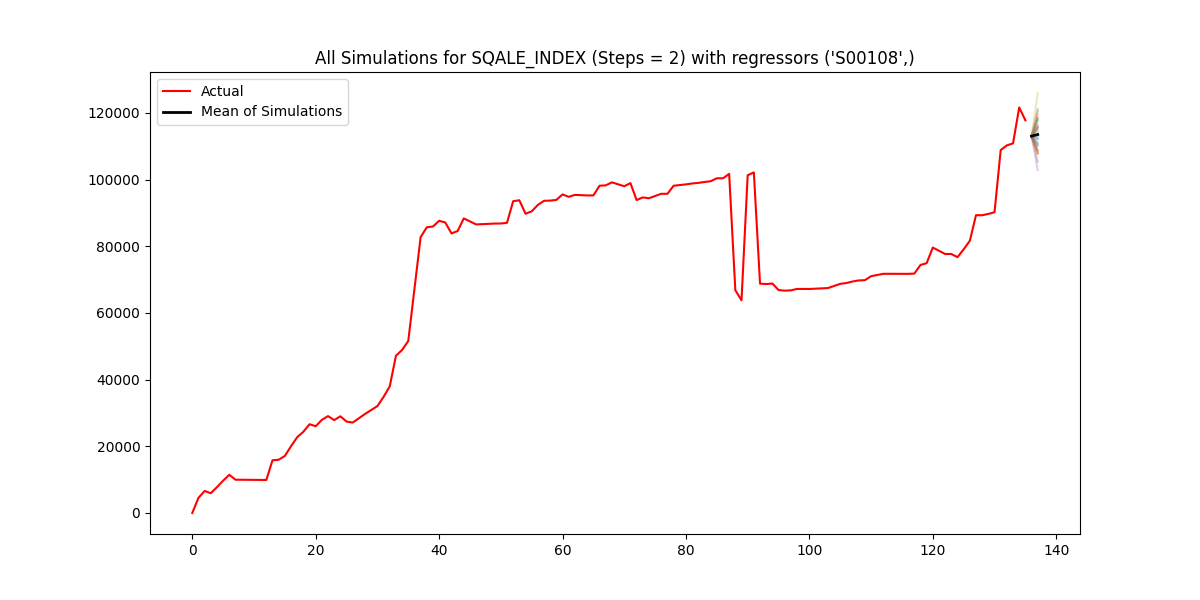 All Simulations for SQALE_INDEX (Steps = 2) with regressors ('S00108',)
Actual
Mean of Simulations
120000
100000
80000
60000
40000
20000
0
0 20 40 60 80 100 120 140